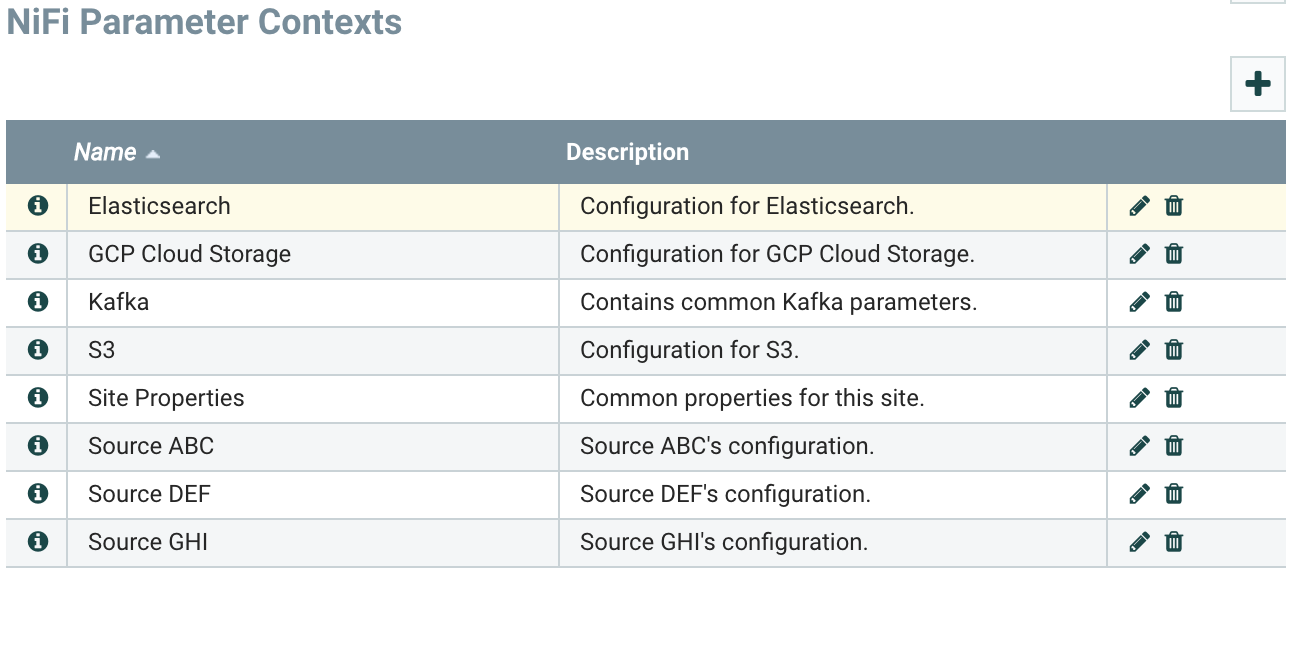 NiFi Parameter Contexts
Name Description
Elasticsearch Configuration for Elasticsearch.
GCP Cloud Storage Configuration for GCP Cloud Storage.
Kafka Contains common Kafka parameters.
S3 Configuration for S3.
Site Properties Common properties for this site.
Source ABC Source ABC's configuration.
Source DEF Source DEF's configuration.
Source GHI Source GHI's configuration.